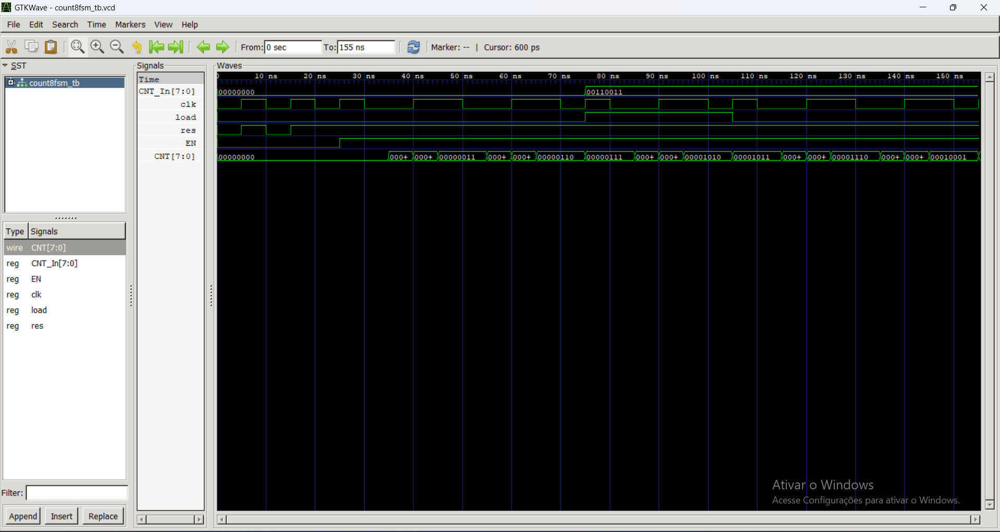 GTKWave - count8fsm_tb.vcd
File Edit Search Time Markers View Help
From: 0 sec To: 155 ns Marker: -- | Cursor: 600 ps
SST
count8fsm_tb
Type Signals
wire CNT[7:0]
reg CNT_In[7:0]
reg EN
reg clk
reg load
reg res
Filter:
Append Insert Replace
Signals
Time
CNT_In[7:0]
clk
load
res
EN
CNT[7:0]
Waves
10 ns 20 ns 30 ns 40 ns 50 ns 60 ns 70 ns 80 ns 90 ns 100 ns 110 ns 120 ns 130 ns 140 ns 150 ns
00000000 00110011
00000000 000+ 000+ 00000011 000+ 000+ 00000110 00000111 000+ 000+ 00001010 00001011 000+ 000+ 00001110 000+ 000+ 00010001
Ativar o Windows
Acesse Configurações para ativar o Windows.